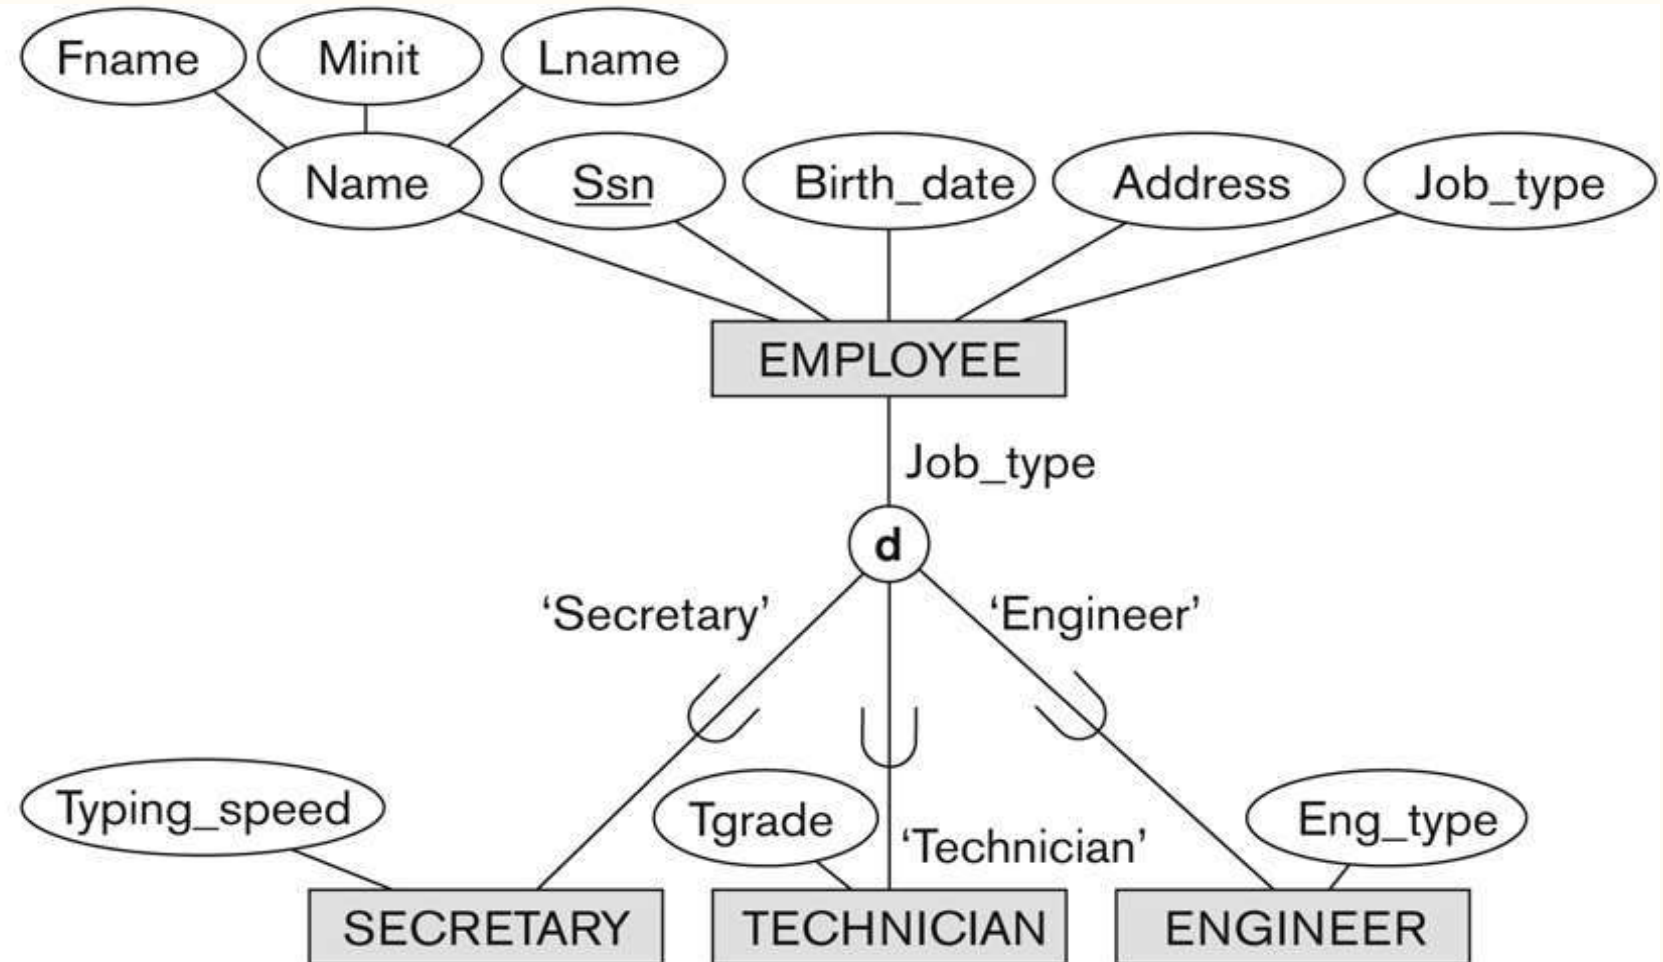 Fname Minit Lname
Name Ssn Birth_date Address Job_type
EMPLOYEE
Job_type
d
‘Secretary’ ‘Engineer’
Typing_speed Tgrade ‘Technician’ Eng_type
SECRETARY TECHNICIAN ENGINEER